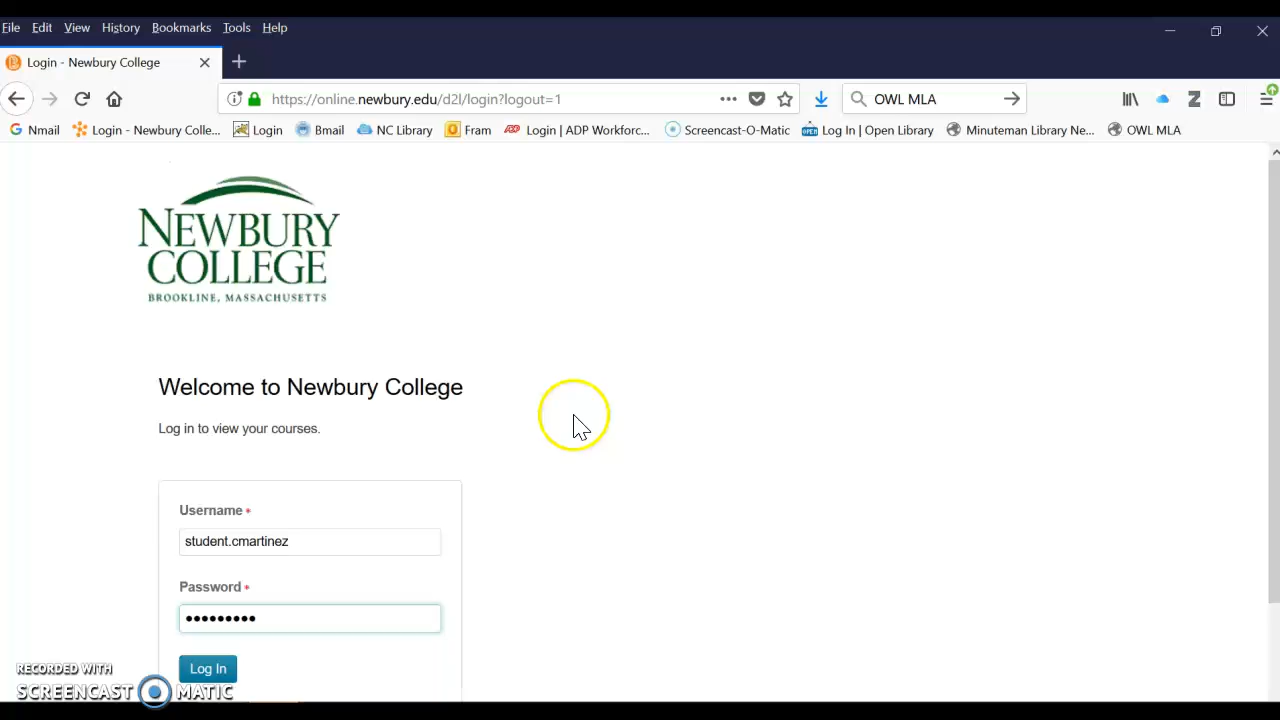 File Edit View History Bookmarks Tools Help
Login - Newbury College
https://online.newbury.edu/d2l/login?logout=1 OWL MLA
Nmail Login - Newbury Colle... Login Bmail NC Library Fram Login | ADP Workforc... Screencast-O-Matic Log In | Open Library Minuteman Library Ne... OWL MLA
NEWBURY
COLLEGE
BROOKLINE, MASSACHUSETTS
Welcome to Newbury College
Log in to view your courses.
Username *
student.cmartinez
Password *
•••••••••
Log In
RECORDED WITH
SCREENCAST MATIC